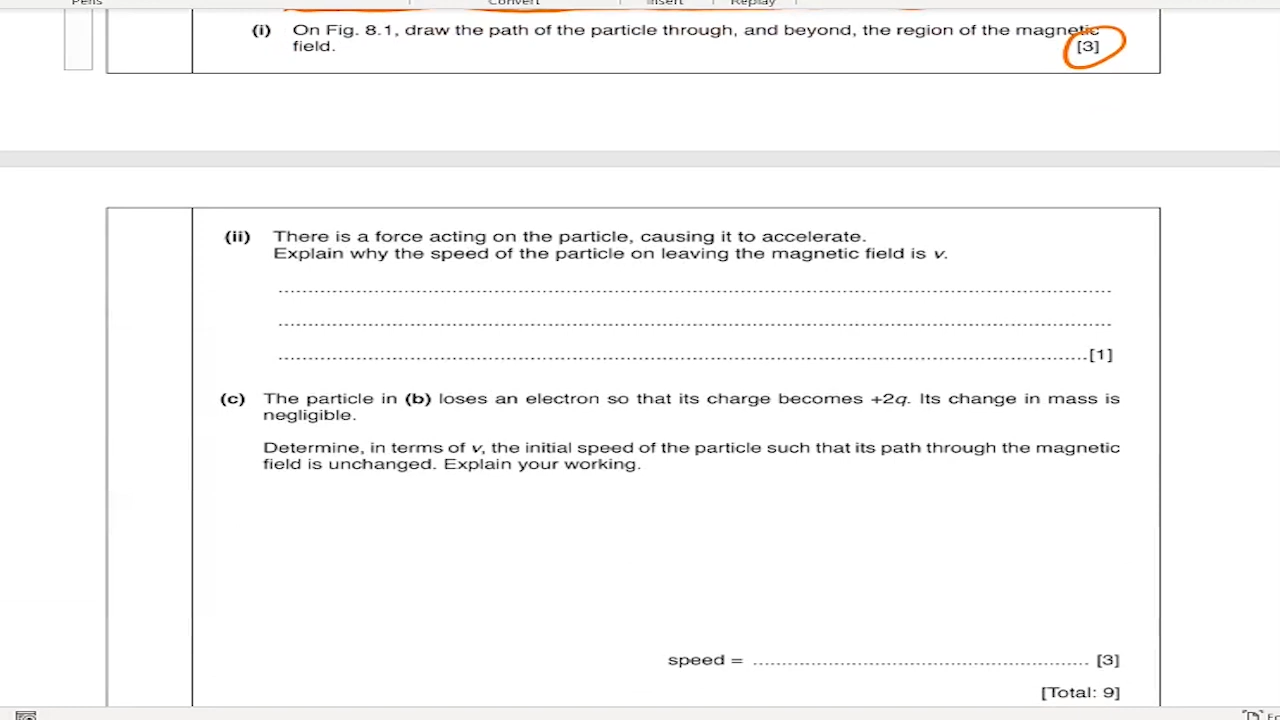 Pens Convert Insert Replay
(i) On Fig. 8.1, draw the path of the particle through, and beyond, the region of the magnetic
field. [3]
(ii) There is a force acting on the particle, causing it to accelerate.
Explain why the speed of the particle on leaving the magnetic field is v.
..........................................................................................................................................
..........................................................................................................................................
......................................................................................................................................[1]
(c) The particle in (b) loses an electron so that its charge becomes +2q. Its change in mass is
negligible.
Determine, in terms of v, the initial speed of the particle such that its path through the magnetic
field is unchanged. Explain your working.
speed = ........................................................ [3]
[Total: 9]